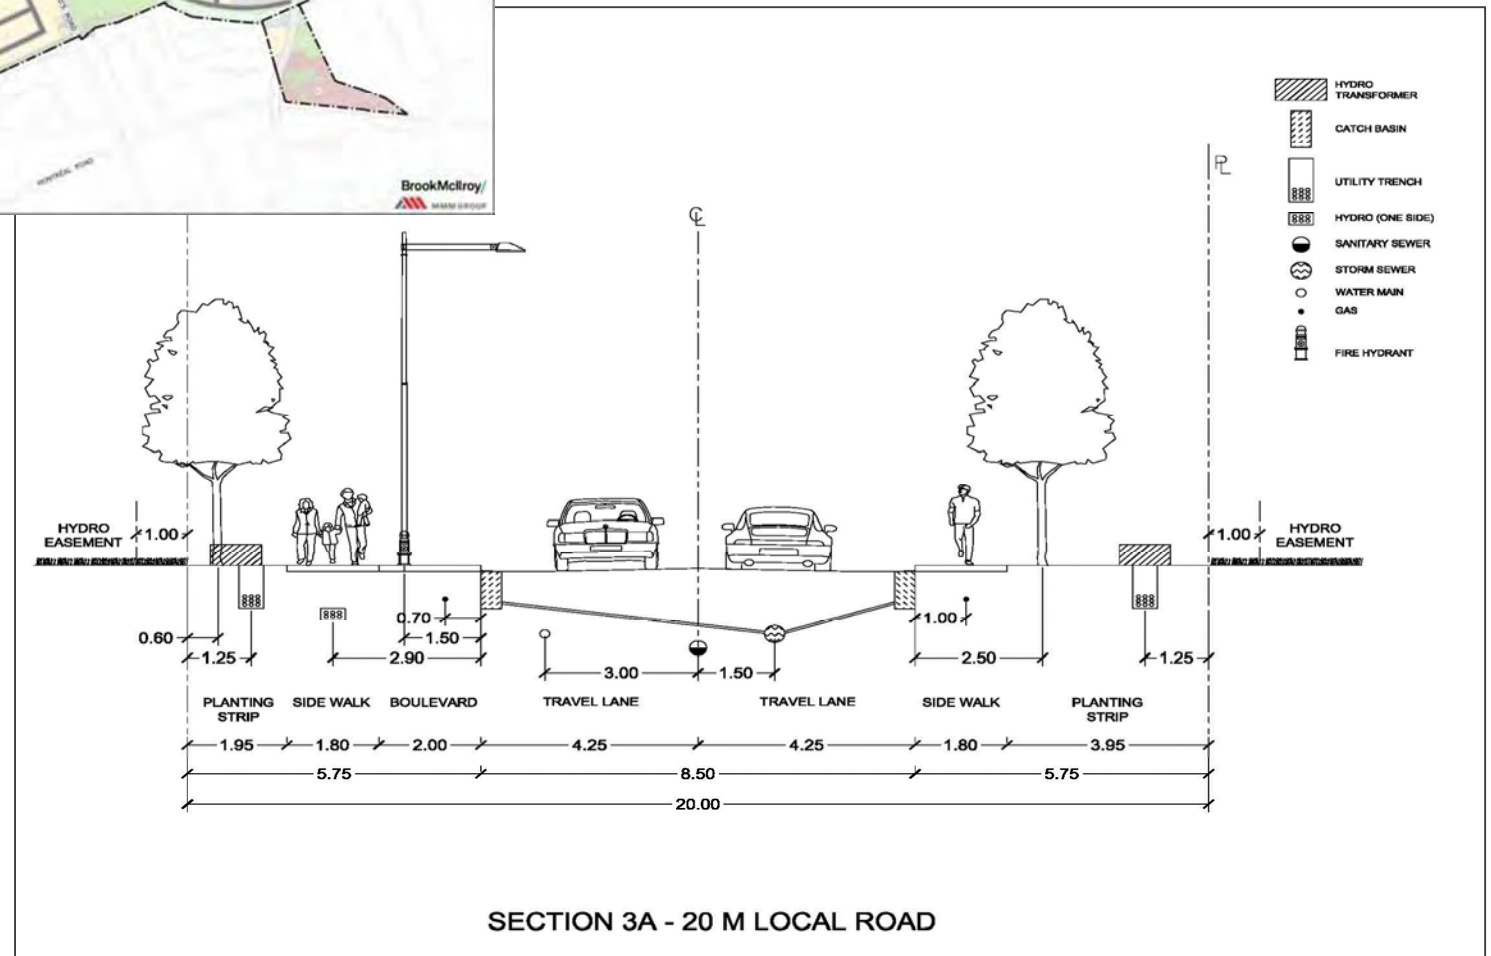 MONTREAL ROAD
BrookMcIlroy/
MMM GROUP
HYDRO
TRANSFORMER
CATCH BASIN
UTILITY TRENCH
HYDRO (ONE SIDE)
SANITARY SEWER
STORM SEWER
WATER MAIN
GAS
FIRE HYDRANT
PL
CL
HYDRO
EASEMENT
1.00
1.00
HYDRO
EASEMENT
0.70
1.00
0.60
1.50
1.25
2.90
2.50
1.25
3.00
1.50
PLANTING
STRIP
SIDE WALK
BOULEVARD
TRAVEL LANE
TRAVEL LANE
SIDE WALK
PLANTING
STRIP
1.95
1.80
2.00
4.25
4.25
1.80
3.95
5.75
8.50
5.75
20.00
SECTION 3A - 20 M LOCAL ROAD